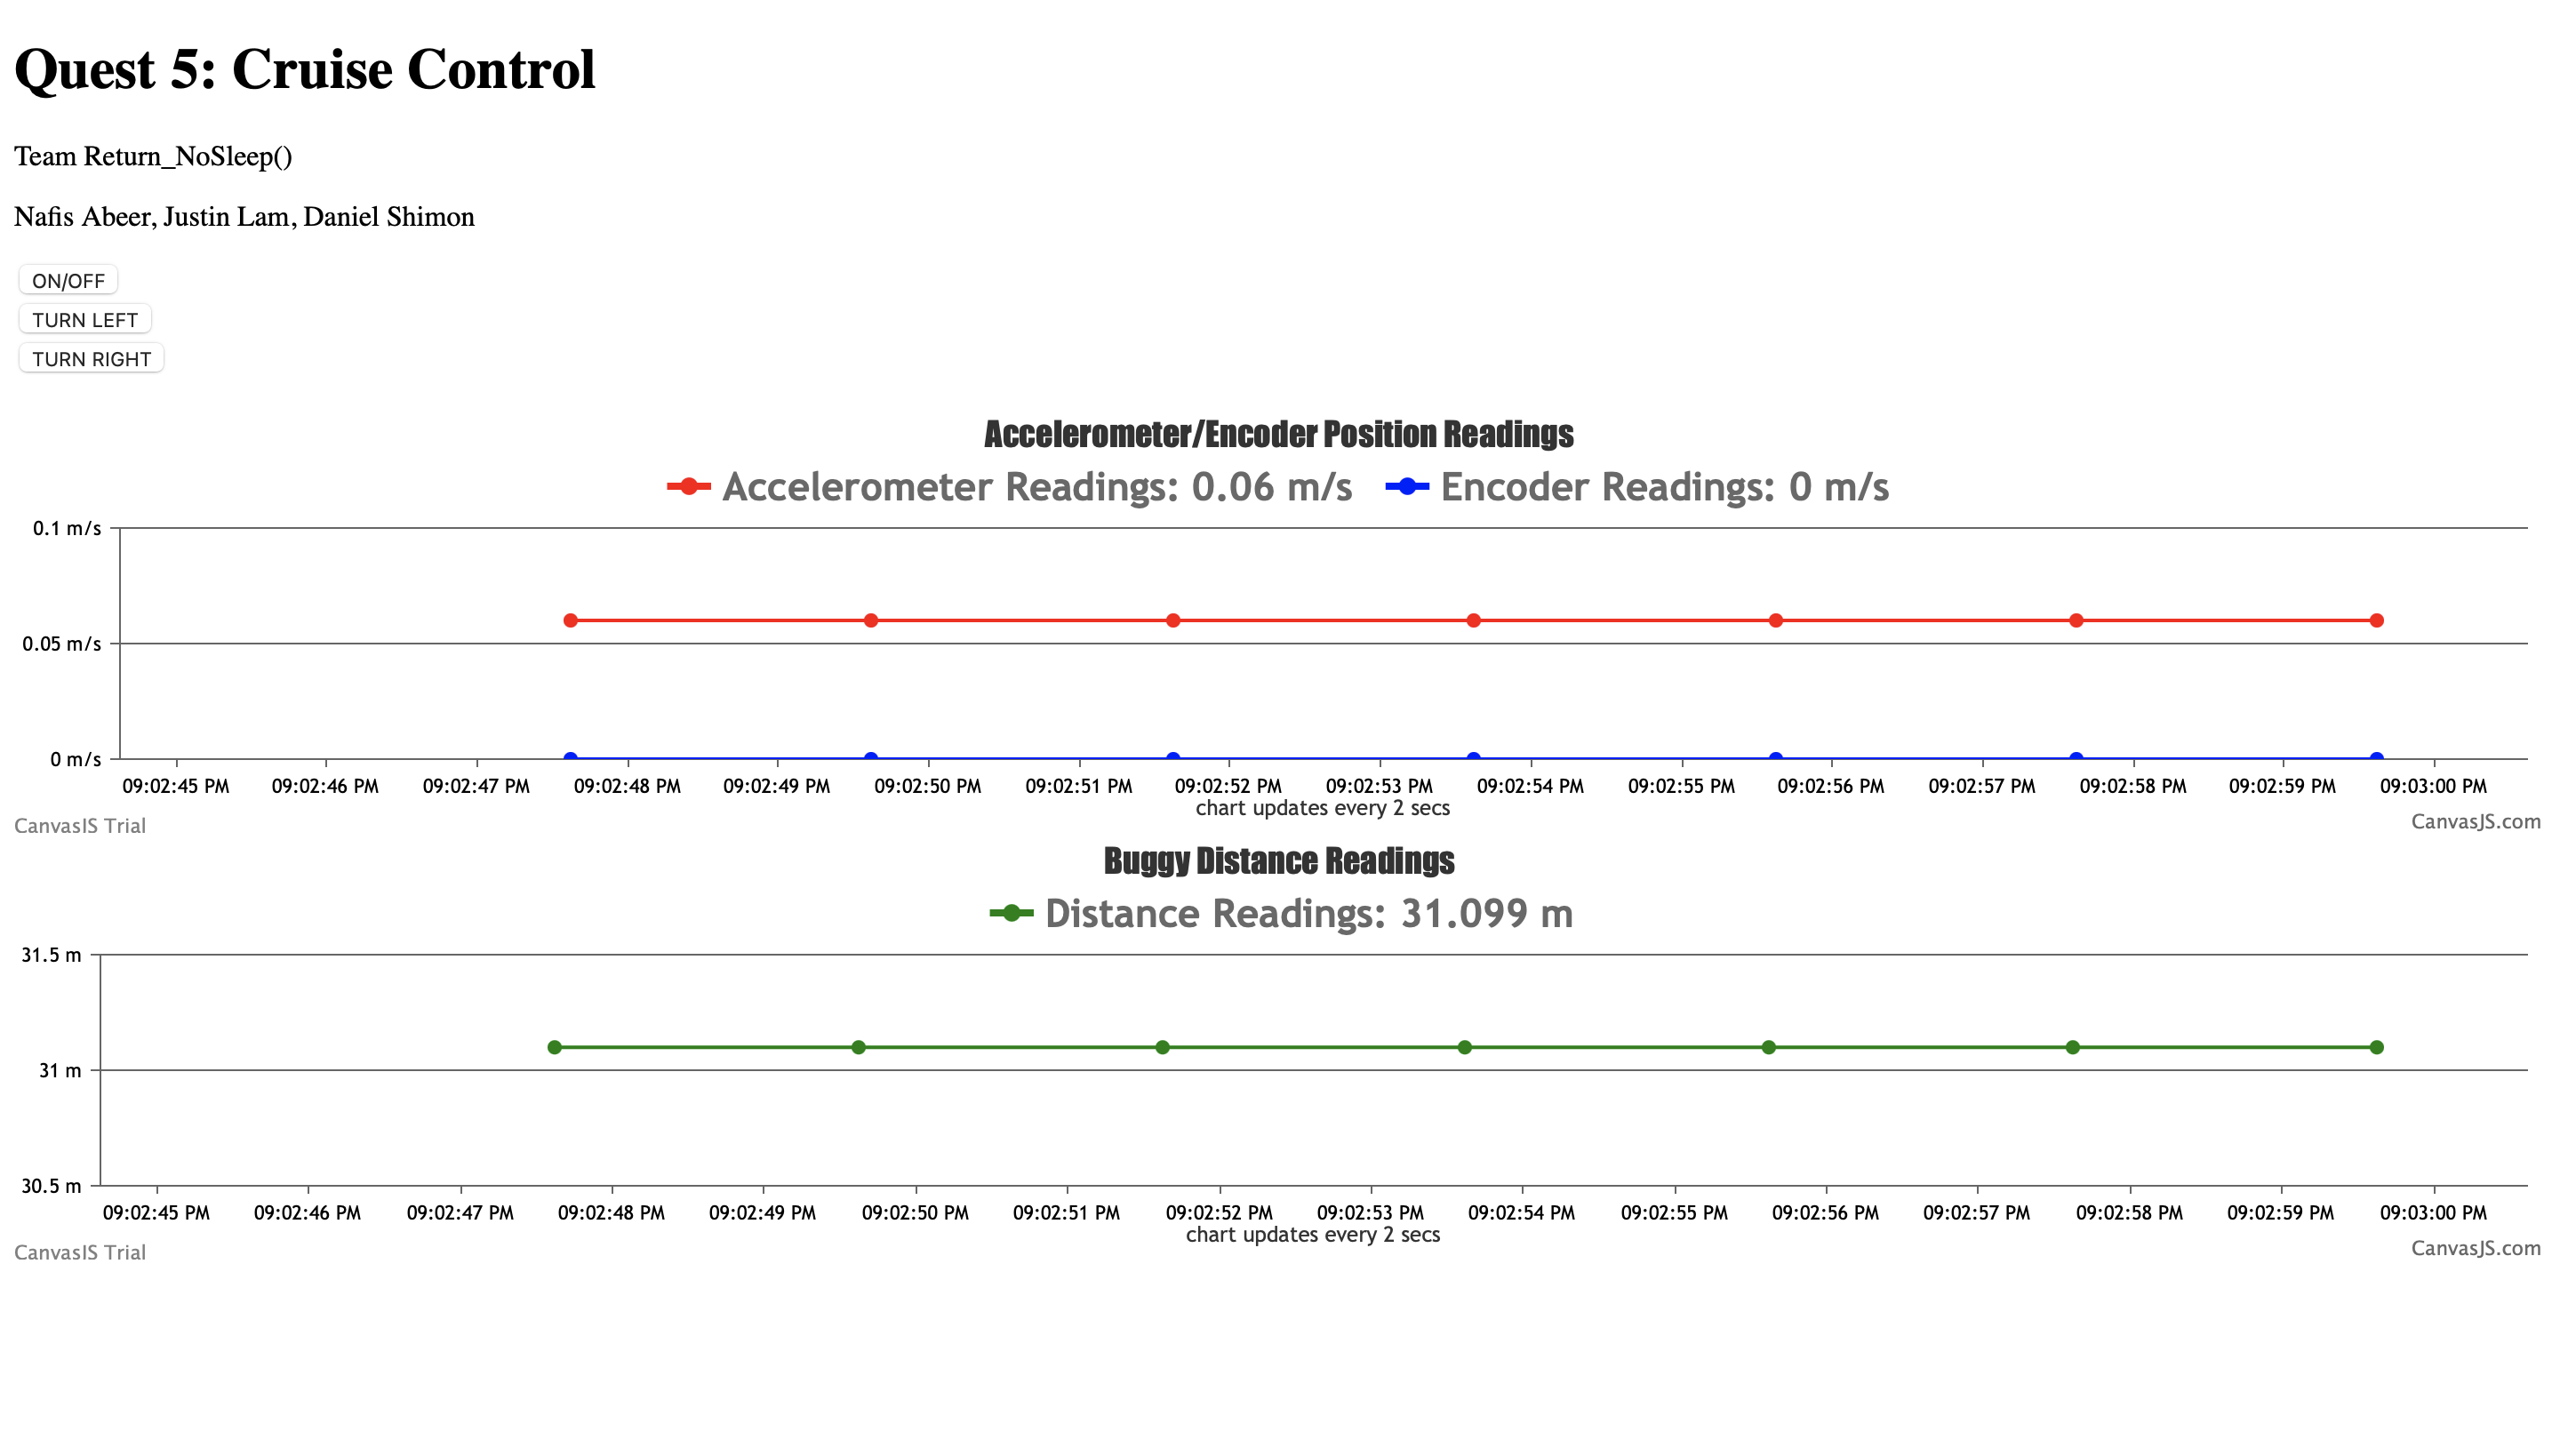 Quest 5: Cruise Control
Team Return_NoSleep()
Nafis Abeer, Justin Lam, Daniel Shimon
ON/OFF
TURN LEFT
TURN RIGHT
Accelerometer/Encoder Position Readings
Accelerometer Readings: 0.06 m/s Encoder Readings: 0 m/s
0.1 m/s
0.05 m/s
0 m/s
09:02:45 PM 09:02:46 PM 09:02:47 PM 09:02:48 PM 09:02:49 PM 09:02:50 PM 09:02:51 PM 09:02:52 PM 09:02:53 PM 09:02:54 PM 09:02:55 PM 09:02:56 PM 09:02:57 PM 09:02:58 PM 09:02:59 PM 09:03:00 PM
chart updates every 2 secs
CanvasJS Trial CanvasJS.com
Buggy Distance Readings
Distance Readings: 31.099 m
31.5 m
31 m
30.5 m
09:02:45 PM 09:02:46 PM 09:02:47 PM 09:02:48 PM 09:02:49 PM 09:02:50 PM 09:02:51 PM 09:02:52 PM 09:02:53 PM 09:02:54 PM 09:02:55 PM 09:02:56 PM 09:02:57 PM 09:02:58 PM 09:02:59 PM 09:03:00 PM
chart updates every 2 secs
CanvasJS Trial CanvasJS.com